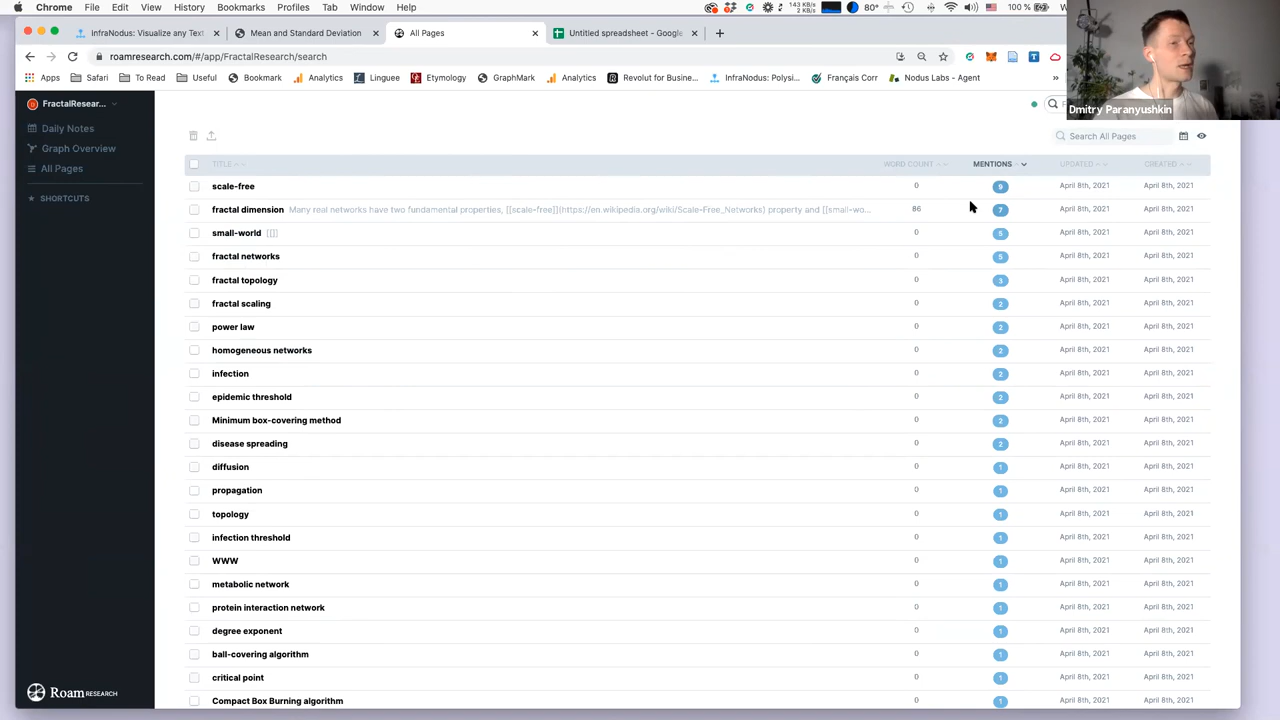 Chrome File Edit View History Bookmarks Profiles Tab Window Help 143 KB/s 2 KB/s 80° 100 %
InfraNodus: Visualize any Text Mean and Standard Deviation All Pages Untitled spreadsheet - Google
roamresearch.com/#/app/FractalResearch/search
Apps Safari To Read Useful Bookmark Analytics Linguee Etymology GraphMark Analytics Revolut for Busine... InfraNodus: Polysi... Français Corr Nodus Labs - Agent
Dmitry Paranyushkin
FractalResear...
Daily Notes
Graph Overview
All Pages
SHORTCUTS
Search All Pages
TITLE WORD COUNT MENTIONS UPDATED CREATED
scale-free 0 9 April 8th, 2021 April 8th, 2021
fractal dimension Many real networks have two fundamental properties, [[scale-free]](https://en.wikipedia.org/wiki/Scale-Free_Networks) property and [[small-wo... 86 7 April 8th, 2021 April 8th, 2021
small-world [[]] 0 5 April 8th, 2021 April 8th, 2021
fractal networks 0 5 April 8th, 2021 April 8th, 2021
fractal topology 0 3 April 8th, 2021 April 8th, 2021
fractal scaling 0 2 April 8th, 2021 April 8th, 2021
power law 0 2 April 8th, 2021 April 8th, 2021
homogeneous networks 0 2 April 8th, 2021 April 8th, 2021
infection 0 2 April 8th, 2021 April 8th, 2021
epidemic threshold 0 2 April 8th, 2021 April 8th, 2021
Minimum box-covering method 0 2 April 8th, 2021 April 8th, 2021
disease spreading 0 2 April 8th, 2021 April 8th, 2021
diffusion 0 1 April 8th, 2021 April 8th, 2021
propagation 0 1 April 8th, 2021 April 8th, 2021
topology 0 1 April 8th, 2021 April 8th, 2021
infection threshold 0 1 April 8th, 2021 April 8th, 2021
WWW 0 1 April 8th, 2021 April 8th, 2021
metabolic network 0 1 April 8th, 2021 April 8th, 2021
protein interaction network 0 1 April 8th, 2021 April 8th, 2021
degree exponent 0 1 April 8th, 2021 April 8th, 2021
ball-covering algorithm 0 1 April 8th, 2021 April 8th, 2021
critical point 0 1 April 8th, 2021 April 8th, 2021
Compact Box Burning algorithm 0 1 April 8th, 2021 April 8th, 2021
Roam RESEARCH